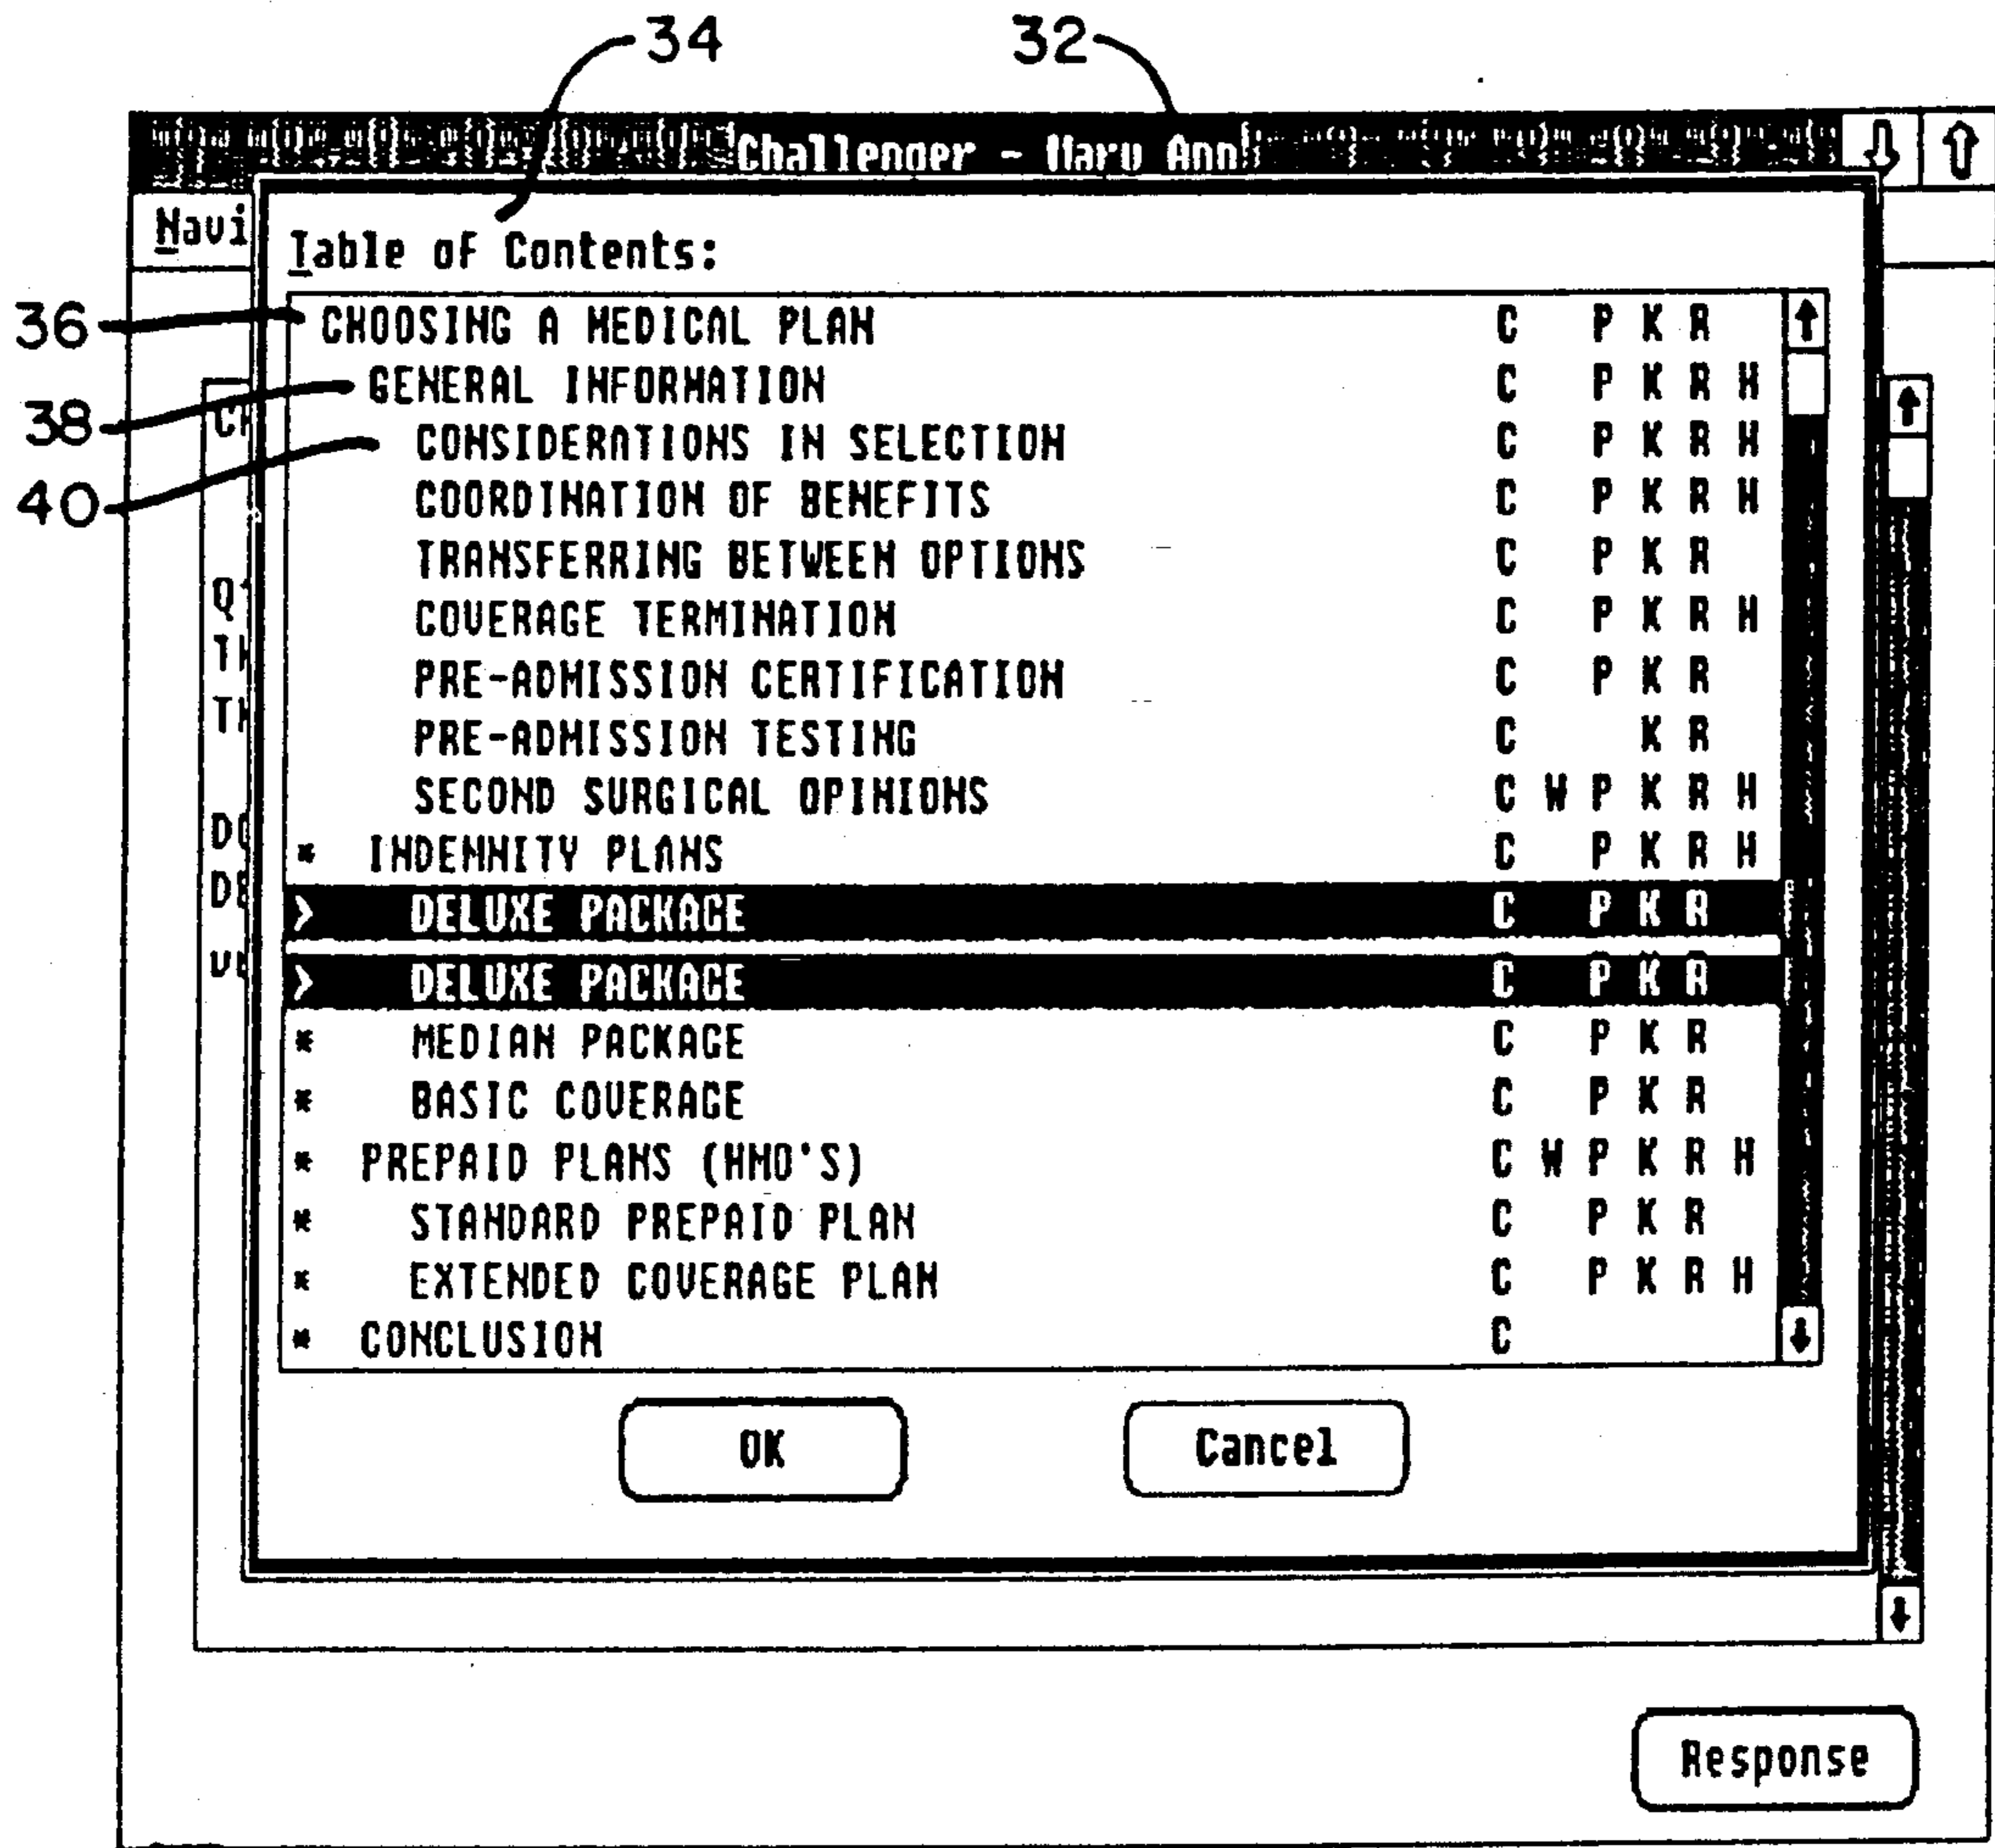 34 32
Challenger - Mary Ann
Navi
Table of Contents:
36 CHOOSING A MEDICAL PLAN C P K R
38 GENERAL INFORMATION C P K R H
40 CONSIDERATIONS IN SELECTION C P K R H
COORDINATION OF BENEFITS C P K R H
TRANSFERRING BETWEEN OPTIONS C P K R
COVERAGE TERMINATION C P K R H
PRE-ADMISSION CERTIFICATION C P K R
PRE-ADMISSION TESTING C K R
SECOND SURGICAL OPINIONS C W P K R H
* INDEMNITY PLANS C P K R H
> DELUXE PACKAGE C P K R
> DELUXE PACKAGE C P K R
* MEDIAN PACKAGE C P K R
* BASIC COVERAGE C P K R
* PREPAID PLANS (HMO'S) C W P K R H
* STANDARD PREPAID PLAN C P K R
* EXTENDED COVERAGE PLAN C P K R H
* CONCLUSION C
OK Cancel
Response